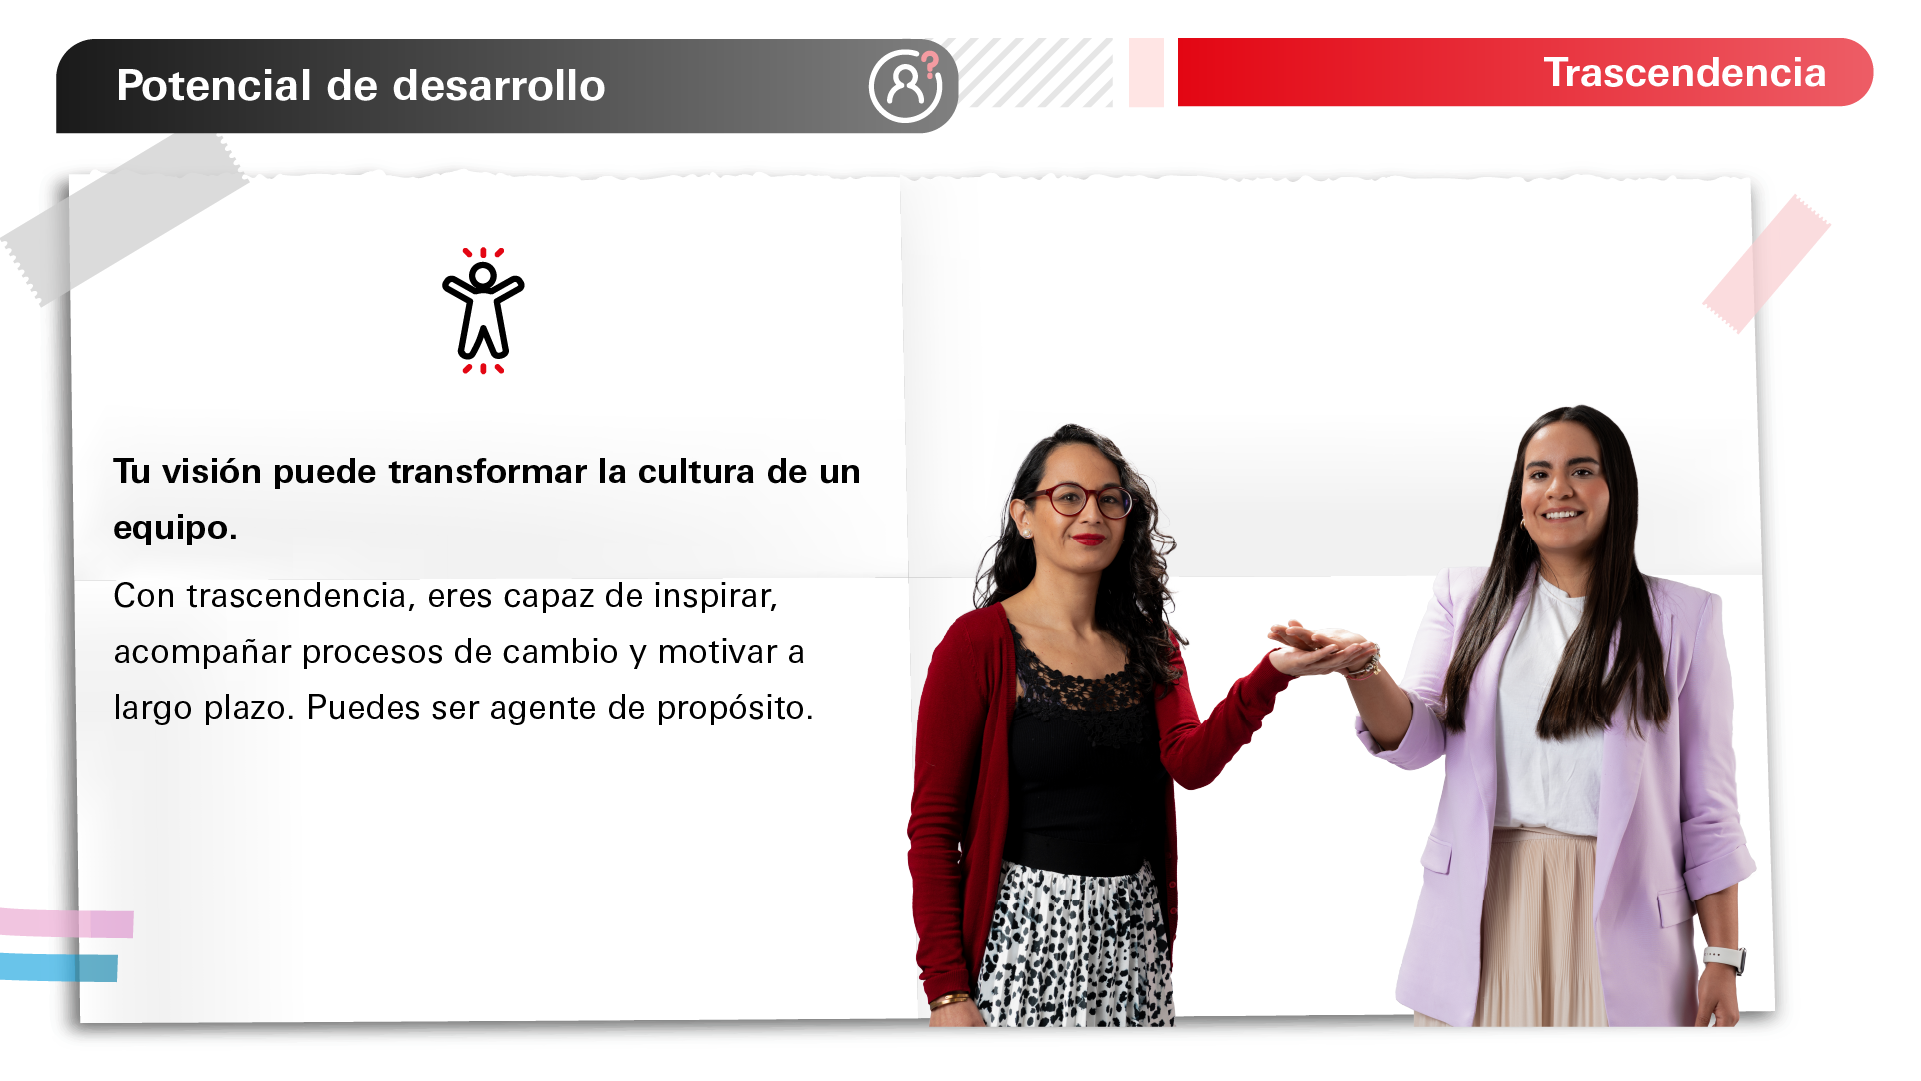 Potencial de desarrollo
Trascendencia
Tu visión puede transformar la cultura de un
equipo.
Con trascendencia, eres capaz de inspirar,
acompañar procesos de cambio y motivar a
largo plazo. Puedes ser agente de propósito.